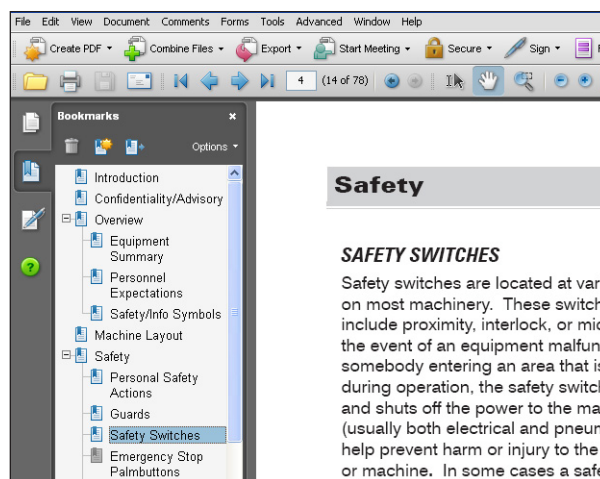 File Edit View Document Comments Forms Tools Advanced Window Help
Create PDF Combine Files Export Start Meeting Secure Sign
4 (14 of 78)
Bookmarks x
Options
Introduction
Confidentiality/Advisory
Overview
Equipment
Summary
Personnel
Expectations
Safety/Info Symbols
Machine Layout
Safety
Personal Safety
Actions
Guards
Safety Switches
Emergency Stop
Palmbuttons
Safety
SAFETY SWITCHES
Safety switches are located at var
on most machinery. These switch
include proximity, interlock, or mic
the event of an equipment malfun
somebody entering an area that is
during operation, the safety switch
and shuts off the power to the ma
(usually both electrical and pneum
help prevent harm or injury to the
or machine. In some cases a safe